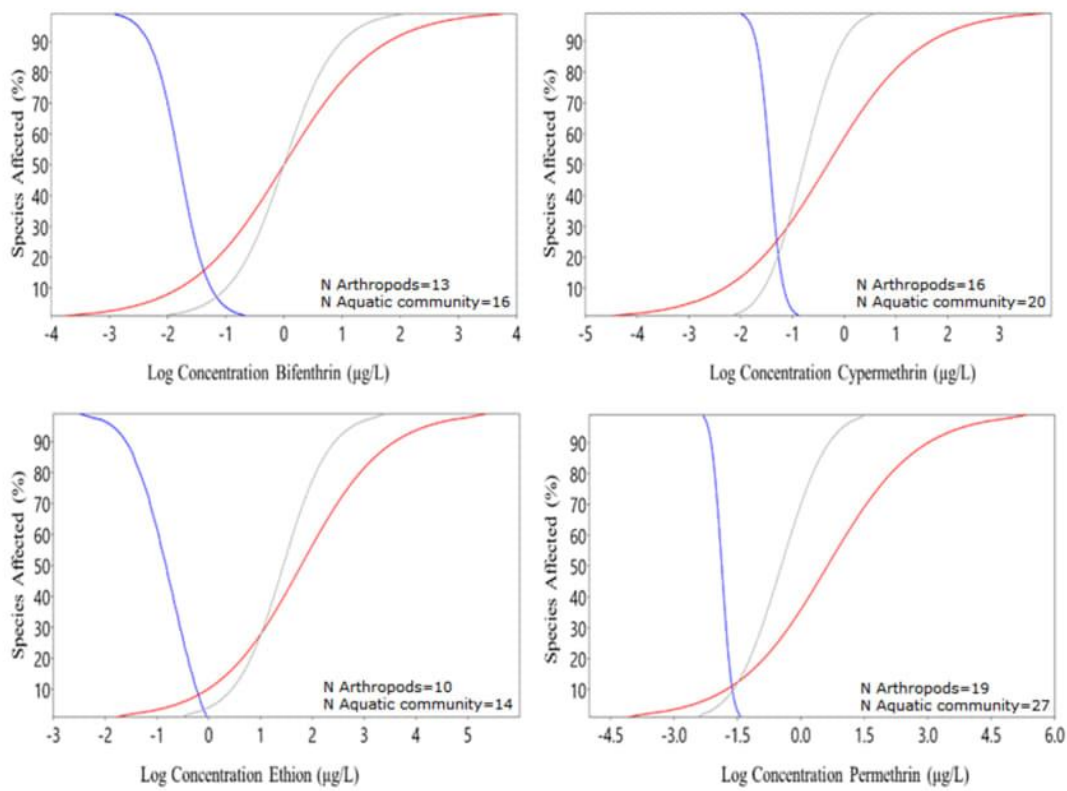 Species Affected (%)
90
80
70
60
50
40
30
20
10
N Arthropods=13
N Aquatic community=16
-4 -3 -2 -1 0 1 2 3 4
Log Concentration Bifenthrin (µg/L)
Species Affected (%)
90
80
70
60
50
40
30
20
10
N Arthropods=16
N Aquatic community=20
-5 -4 -3 -2 -1 0 1 2 3
Log Concentration Cypermethrin (µg/L)
Species Affected (%)
90
80
70
60
50
40
30
20
10
N Arthropods=10
N Aquatic community=14
-3 -2 -1 0 1 2 3 4 5
Log Concentration Ethion (µg/L)
Species Affected (%)
90
80
70
60
50
40
30
20
10
N Arthropods=19
N Aquatic community=27
-4.5 -3.0 -1.5 0.0 1.5 3.0 4.5 6.0
Log Concentration Permethrin (µg/L)